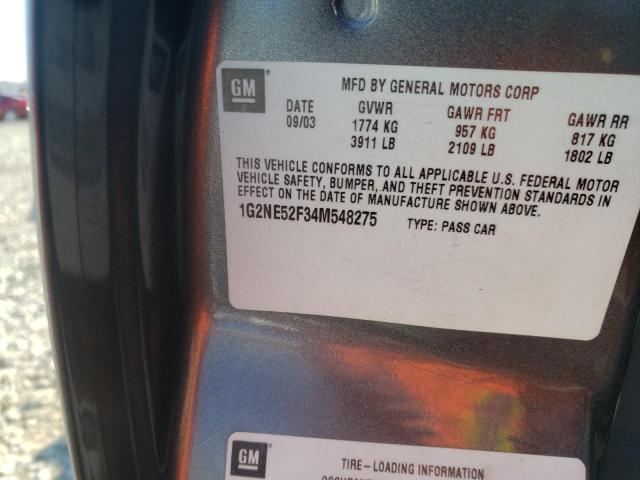 GM
MFD BY GENERAL MOTORS CORP
DATE GVWR GAWR FRT GAWR RR
09/03 1774 KG 957 KG 817 KG
3911 LB 2109 LB 1802 LB
THIS VEHICLE CONFORMS TO ALL APPLICABLE U.S. FEDERAL MOTOR
VEHICLE SAFETY, BUMPER, AND THEFT PREVENTION STANDARDS IN
EFFECT ON THE DATE OF MANUFACTURE SHOWN ABOVE.
1G2NE52F34M548275 TYPE: PASS CAR
GM
TIRE-LOADING INFORMATION